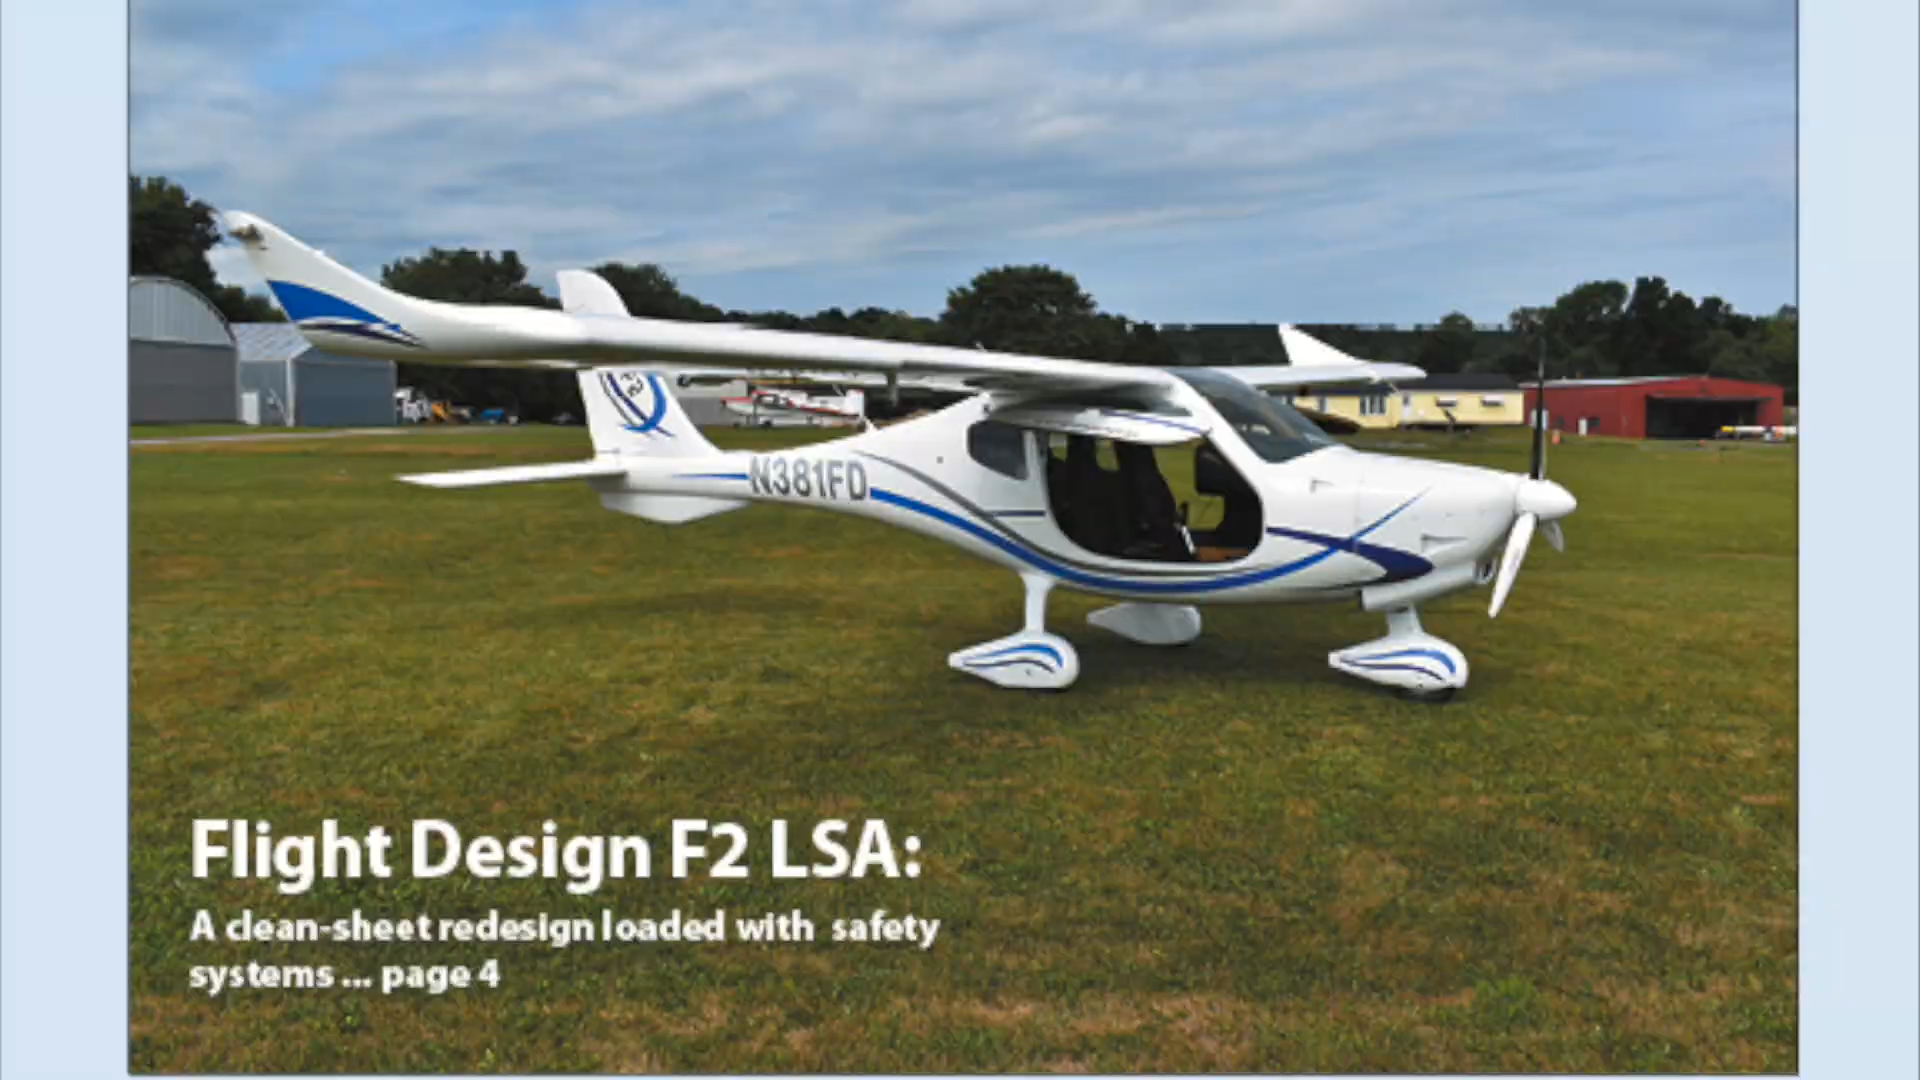 N381FD
Flight Design F2 LSA:
A clean-sheet redesign loaded with safety
systems ... page 4